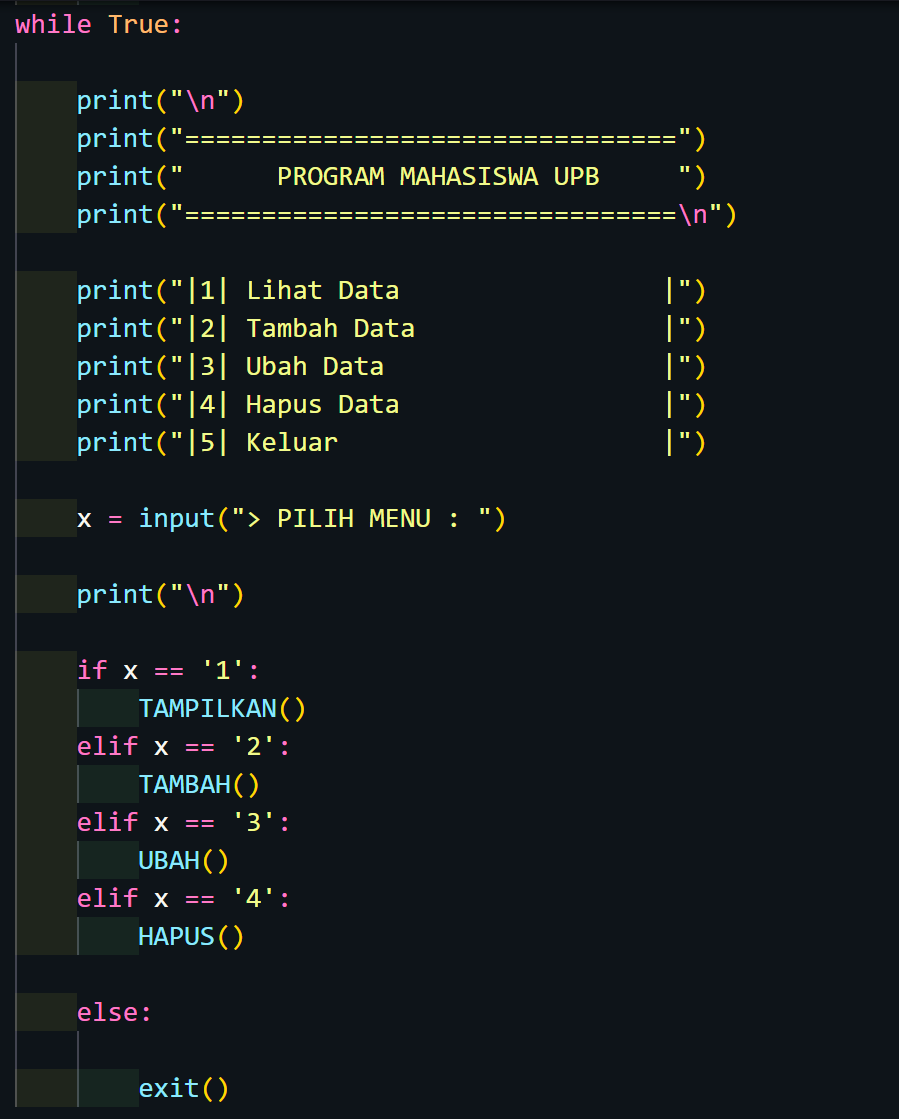 while True:

    print("\n")
    print("================================")
    print("      PROGRAM MAHASISWA UPB     ")
    print("================================\n")

    print("|1| Lihat Data                 |")
    print("|2| Tambah Data                |")
    print("|3| Ubah Data                  |")
    print("|4| Hapus Data                 |")
    print("|5| Keluar                     |")

    x = input("> PILIH MENU : ")

    print("\n")

    if x == '1':
        TAMPILKAN()
    elif x == '2':
        TAMBAH()
    elif x == '3':
        UBAH()
    elif x == '4':
        HAPUS()

    else:

        exit()